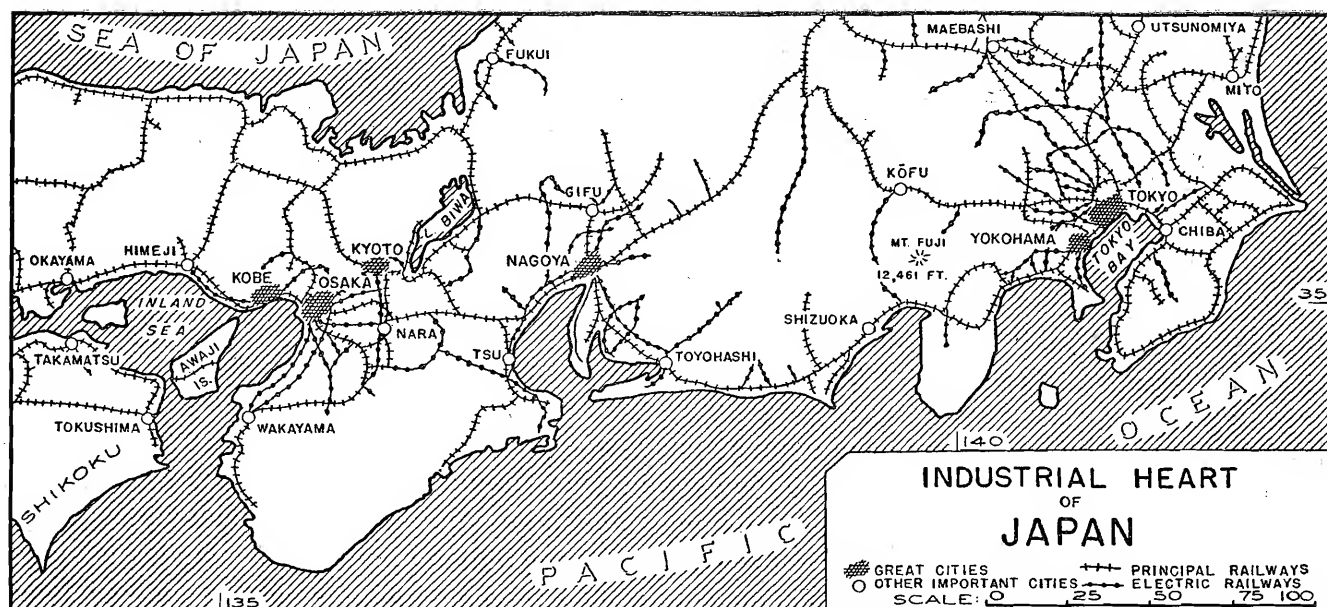 SEA OF JAPAN
FUKUI
MAEBASHI
UTSUNOMIYA
MITO
L. BIWA
GIFU
KŌFU
TOKYO
OKAYAMA
HIMEJI
KYOTO
NAGOYA
MT. FUJI
12,461 FT.
YOKOHAMA
TOKYO BAY
CHIBA
KOBE
OSAKA
INLAND
SEA
35
NARA
SHIZUOKA
TAKAMATSU
AWAJI
IS.
TSU
TOYOHASHI
TOKUSHIMA
WAKAYAMA
SHIKOKU
OCEAN
140
PACIFIC
135
INDUSTRIAL HEART
OF
JAPAN
GREAT CITIES
PRINCIPAL RAILWAYS
OTHER IMPORTANT CITIES
ELECTRIC RAILWAYS
SCALE: 0 25 50 75 100